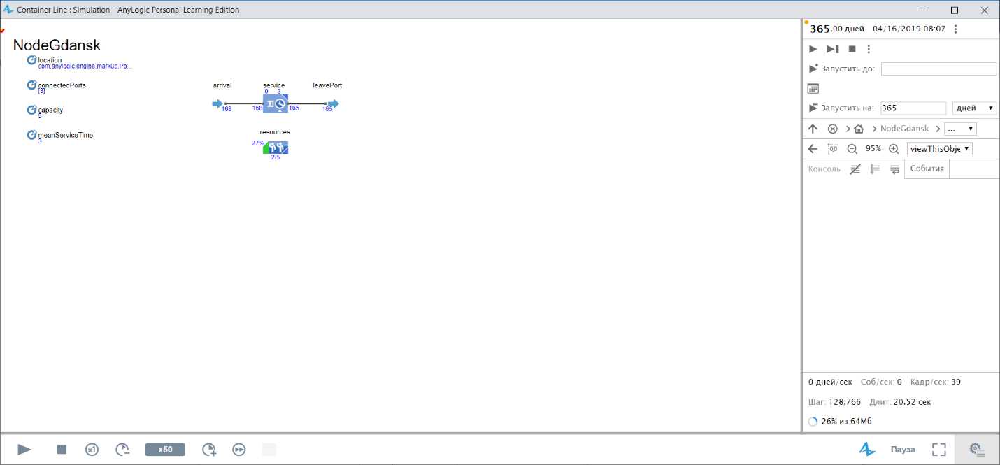 Container Line : Simulation - AnyLogic Personal Learning Edition
NodeGdansk
location
com.anylogic.engine.markup.Po...
connectedPorts
[3]
capacity
5
meanServiceTime
3
arrival
service
leavePort
0 3
168
168
165
165
resources
27%
2/5
365.00 дней 04/16/2019 08:07
Запустить до:
Запустить на: 365 дней
NodeGdansk ...
95% viewThisObje
Консоль События
0 дней/сек Соб/сек: 0 Кадр/сек: 39
Шаг: 128,766 Длит: 20.52 сек
26% из 64Мб
x1 x50 Пауза